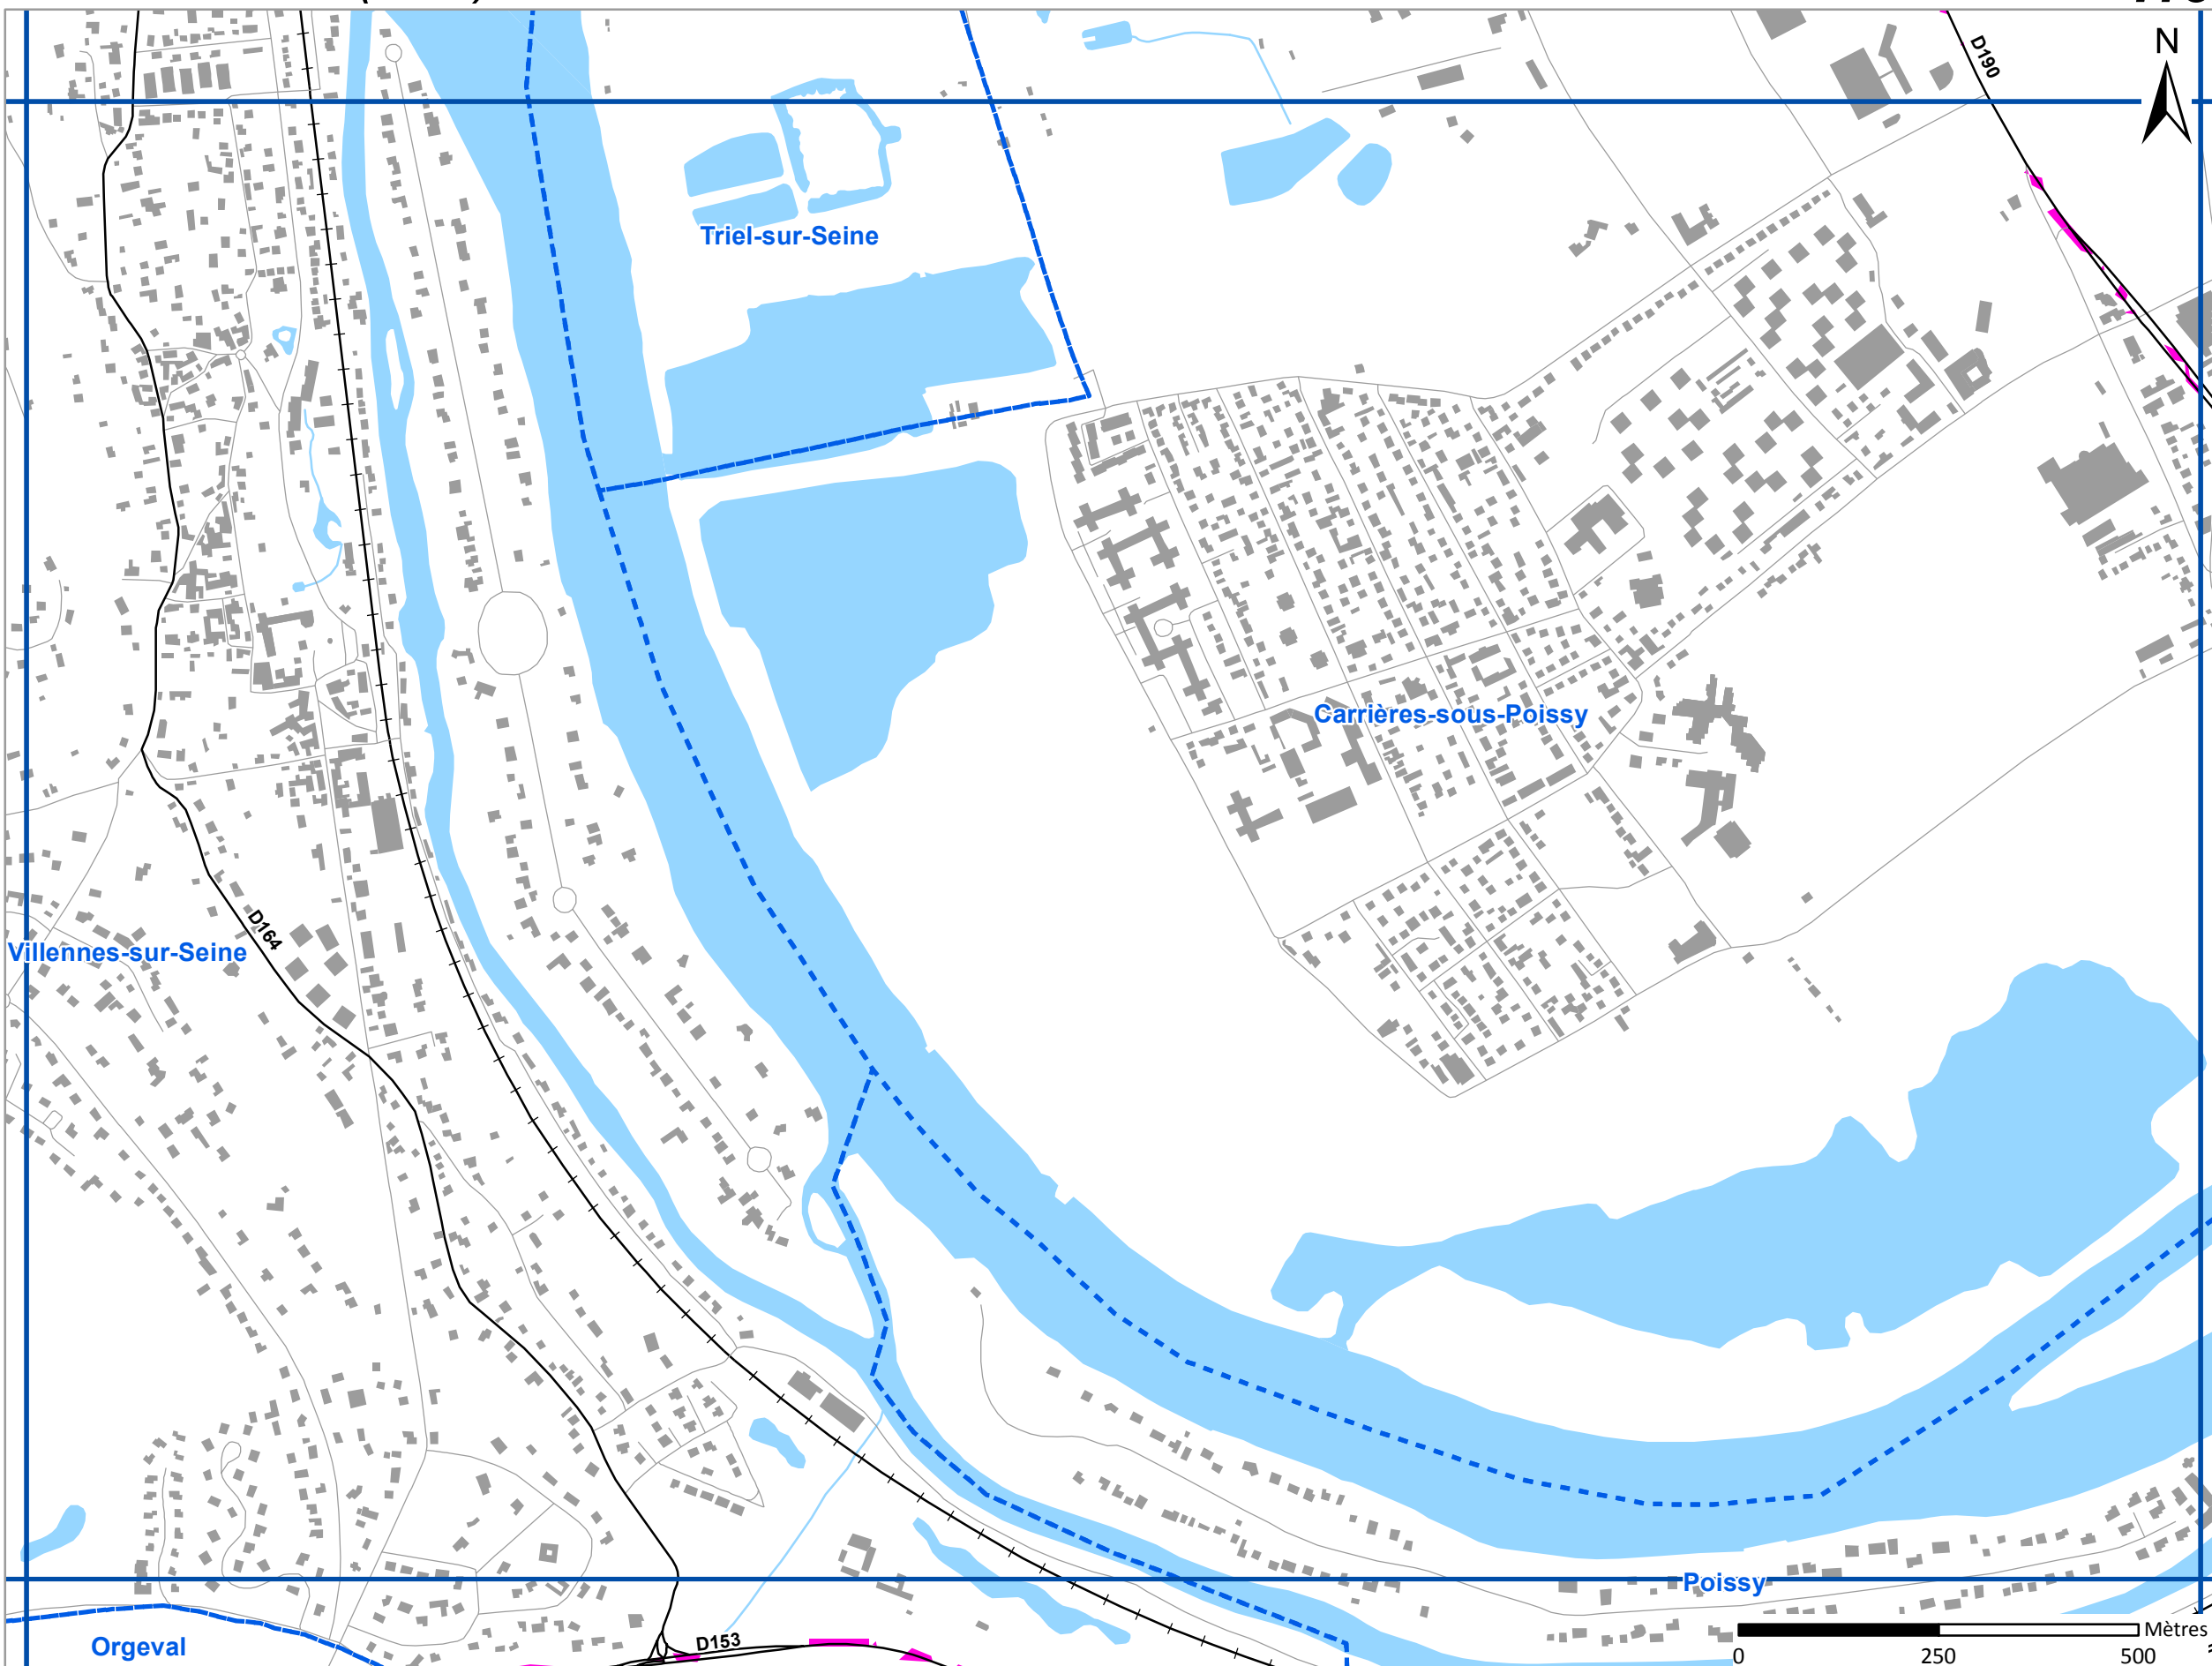 D190
N
Triel-sur-Seine
Carrières-sous-Poissy
D164
Villennes-sur-Seine
Poissy
D153
Orgeval
Mètres
0 250 500